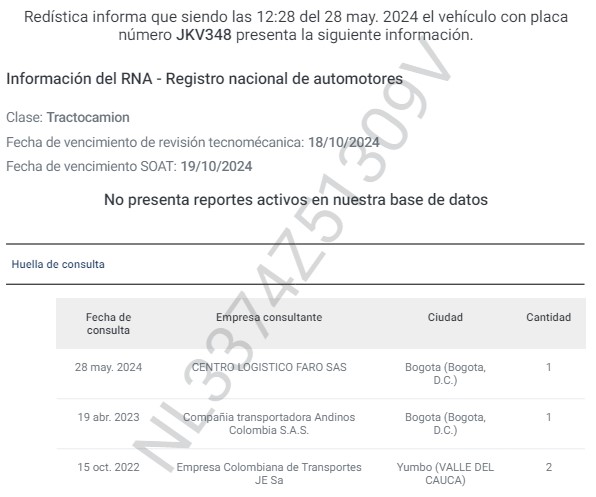 Redística informa que siendo las 12:28 del 28 may. 2024 el vehículo con placa
número JKV348 presenta la siguiente información.
Información del RNA - Registro nacional de automotores
Clase: Tractocamion
Fecha de vencimiento de revisión tecnomécanica: 18/10/2024
Fecha de vencimiento SOAT: 19/10/2024
No presenta reportes activos en nuestra base de datos
Huella de consulta
Fecha de consulta Empresa consultante Ciudad Cantidad
28 may. 2024 CENTRO LOGISTICO FARO SAS Bogota (Bogota, D.C.) 1
19 abr. 2023 Compañia transportadora Andinos Colombia S.A.S. Bogota (Bogota, D.C.) 1
15 oct. 2022 Empresa Colombiana de Transportes JE Sa Yumbo (VALLE DEL CAUCA) 2
NL3374Z51309V